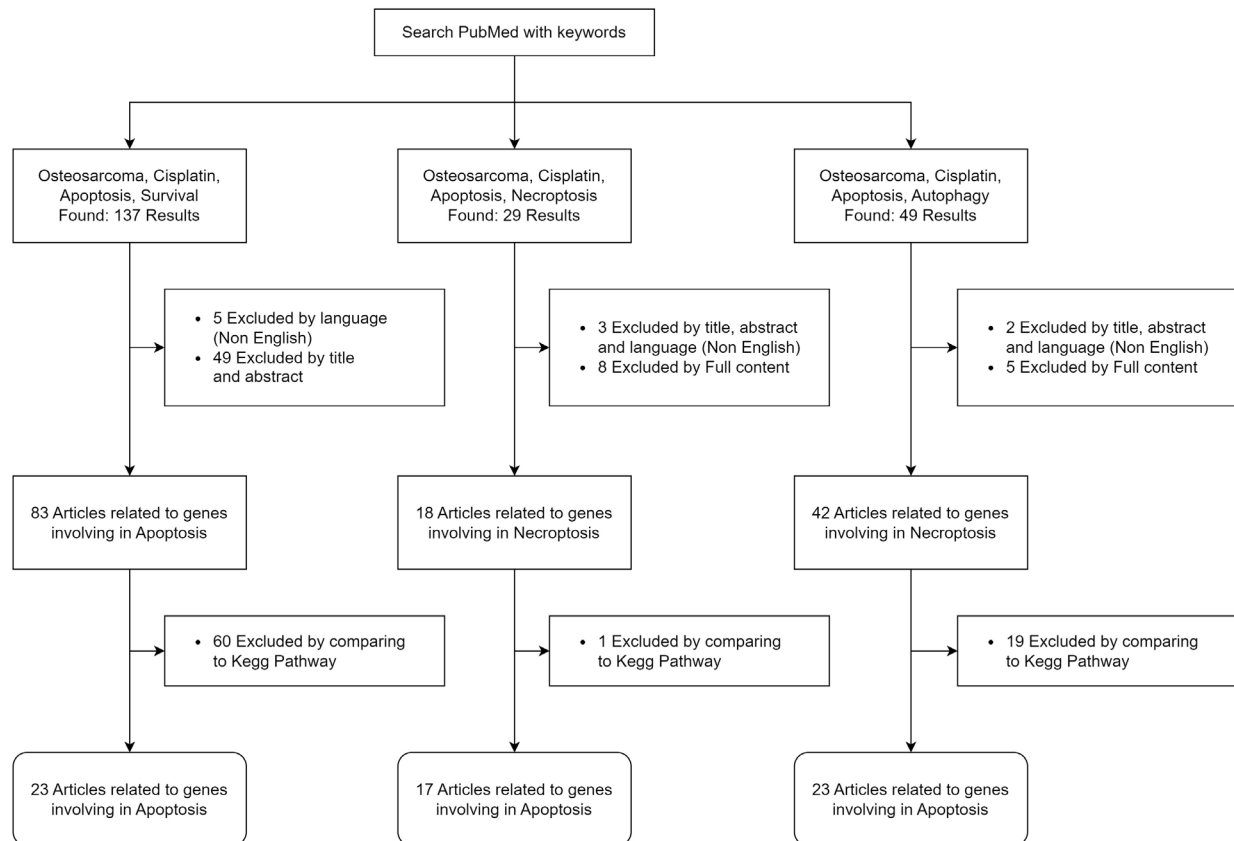 Search PubMed with keywords
Osteosarcoma, Cisplatin,
Apoptosis, Survival
Found: 137 Results
Osteosarcoma, Cisplatin,
Apoptosis, Necroptosis
Found: 29 Results
Osteosarcoma, Cisplatin,
Apoptosis, Autophagy
Found: 49 Results
• 5 Excluded by language
(Non English)
• 49 Excluded by title
and abstract
• 3 Excluded by title, abstract
and language (Non English)
• 8 Excluded by Full content
• 2 Excluded by title, abstract
and language (Non English)
• 5 Excluded by Full content
83 Articles related to genes
involving in Apoptosis
18 Articles related to genes
involving in Necroptosis
42 Articles related to genes
involving in Necroptosis
• 60 Excluded by comparing
to Kegg Pathway
• 1 Excluded by comparing
to Kegg Pathway
• 19 Excluded by comparing
to Kegg Pathway
23 Articles related to genes
involving in Apoptosis
17 Articles related to genes
involving in Apoptosis
23 Articles related to genes
involving in Apoptosis